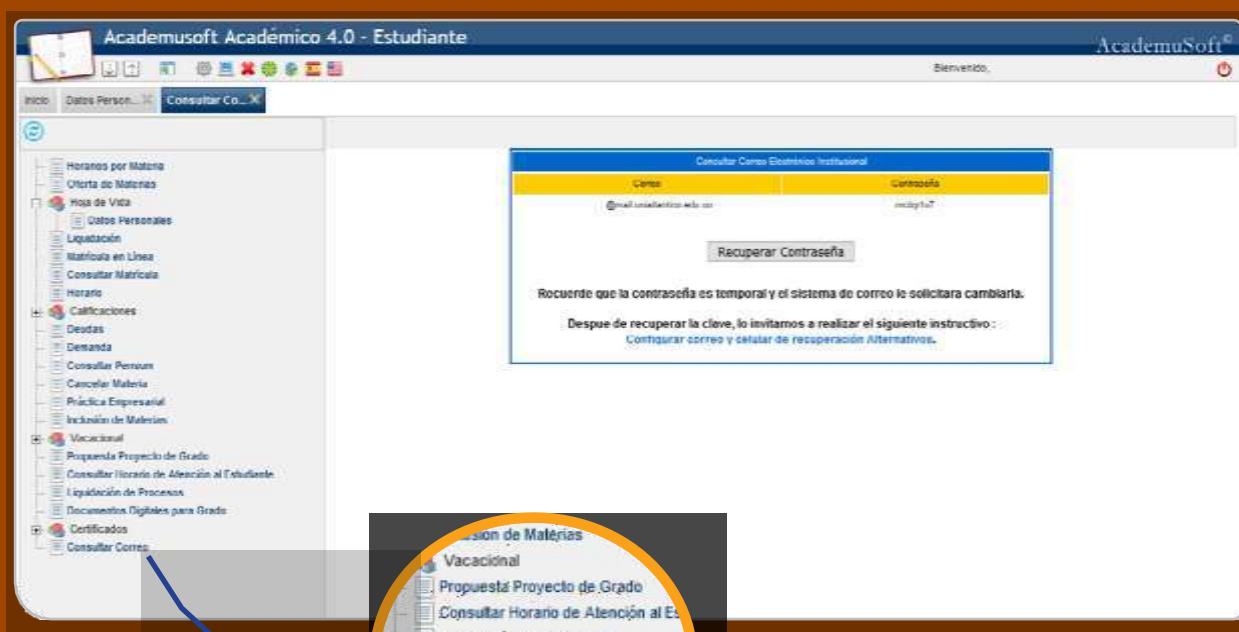 Academusoft Académico 4.0 - Estudiante
AcademuSoft®
Bienvenido,
Inicio Datos Person... Consultar Co...
Horarios por Materia
Oferta de Materias
Hoja de Vida
Datos Personales
Liquidación
Matrícula en Línea
Consultar Matrícula
Horario
Calificaciones
Deudas
Demanda
Consultar Pensum
Cancelar Materia
Práctica Empresarial
Inclusión de Materias
Vacacional
Propuesta Proyecto de Grado
Consultar Horario de Atención al Estudiante
Liquidación de Procesos
Documentos Digitales para Grado
Certificados
Consultar Correo
Consultar Correo Electrónico Institucional
Correo Contraseña
@mail.uniatlantico.edu.co
Recuperar Contraseña
Recuerde que la contraseña es temporal y el sistema de correo le solicitara cambiarla.
Despue de recuperar la clave, lo invitamos a realizar el siguiente instructivo :
Configurar correo y celular de recuperación Alternativos.
usión de Materias
Vacacional
Propuesta Proyecto de Grado
Consultar Horario de Atención al Es